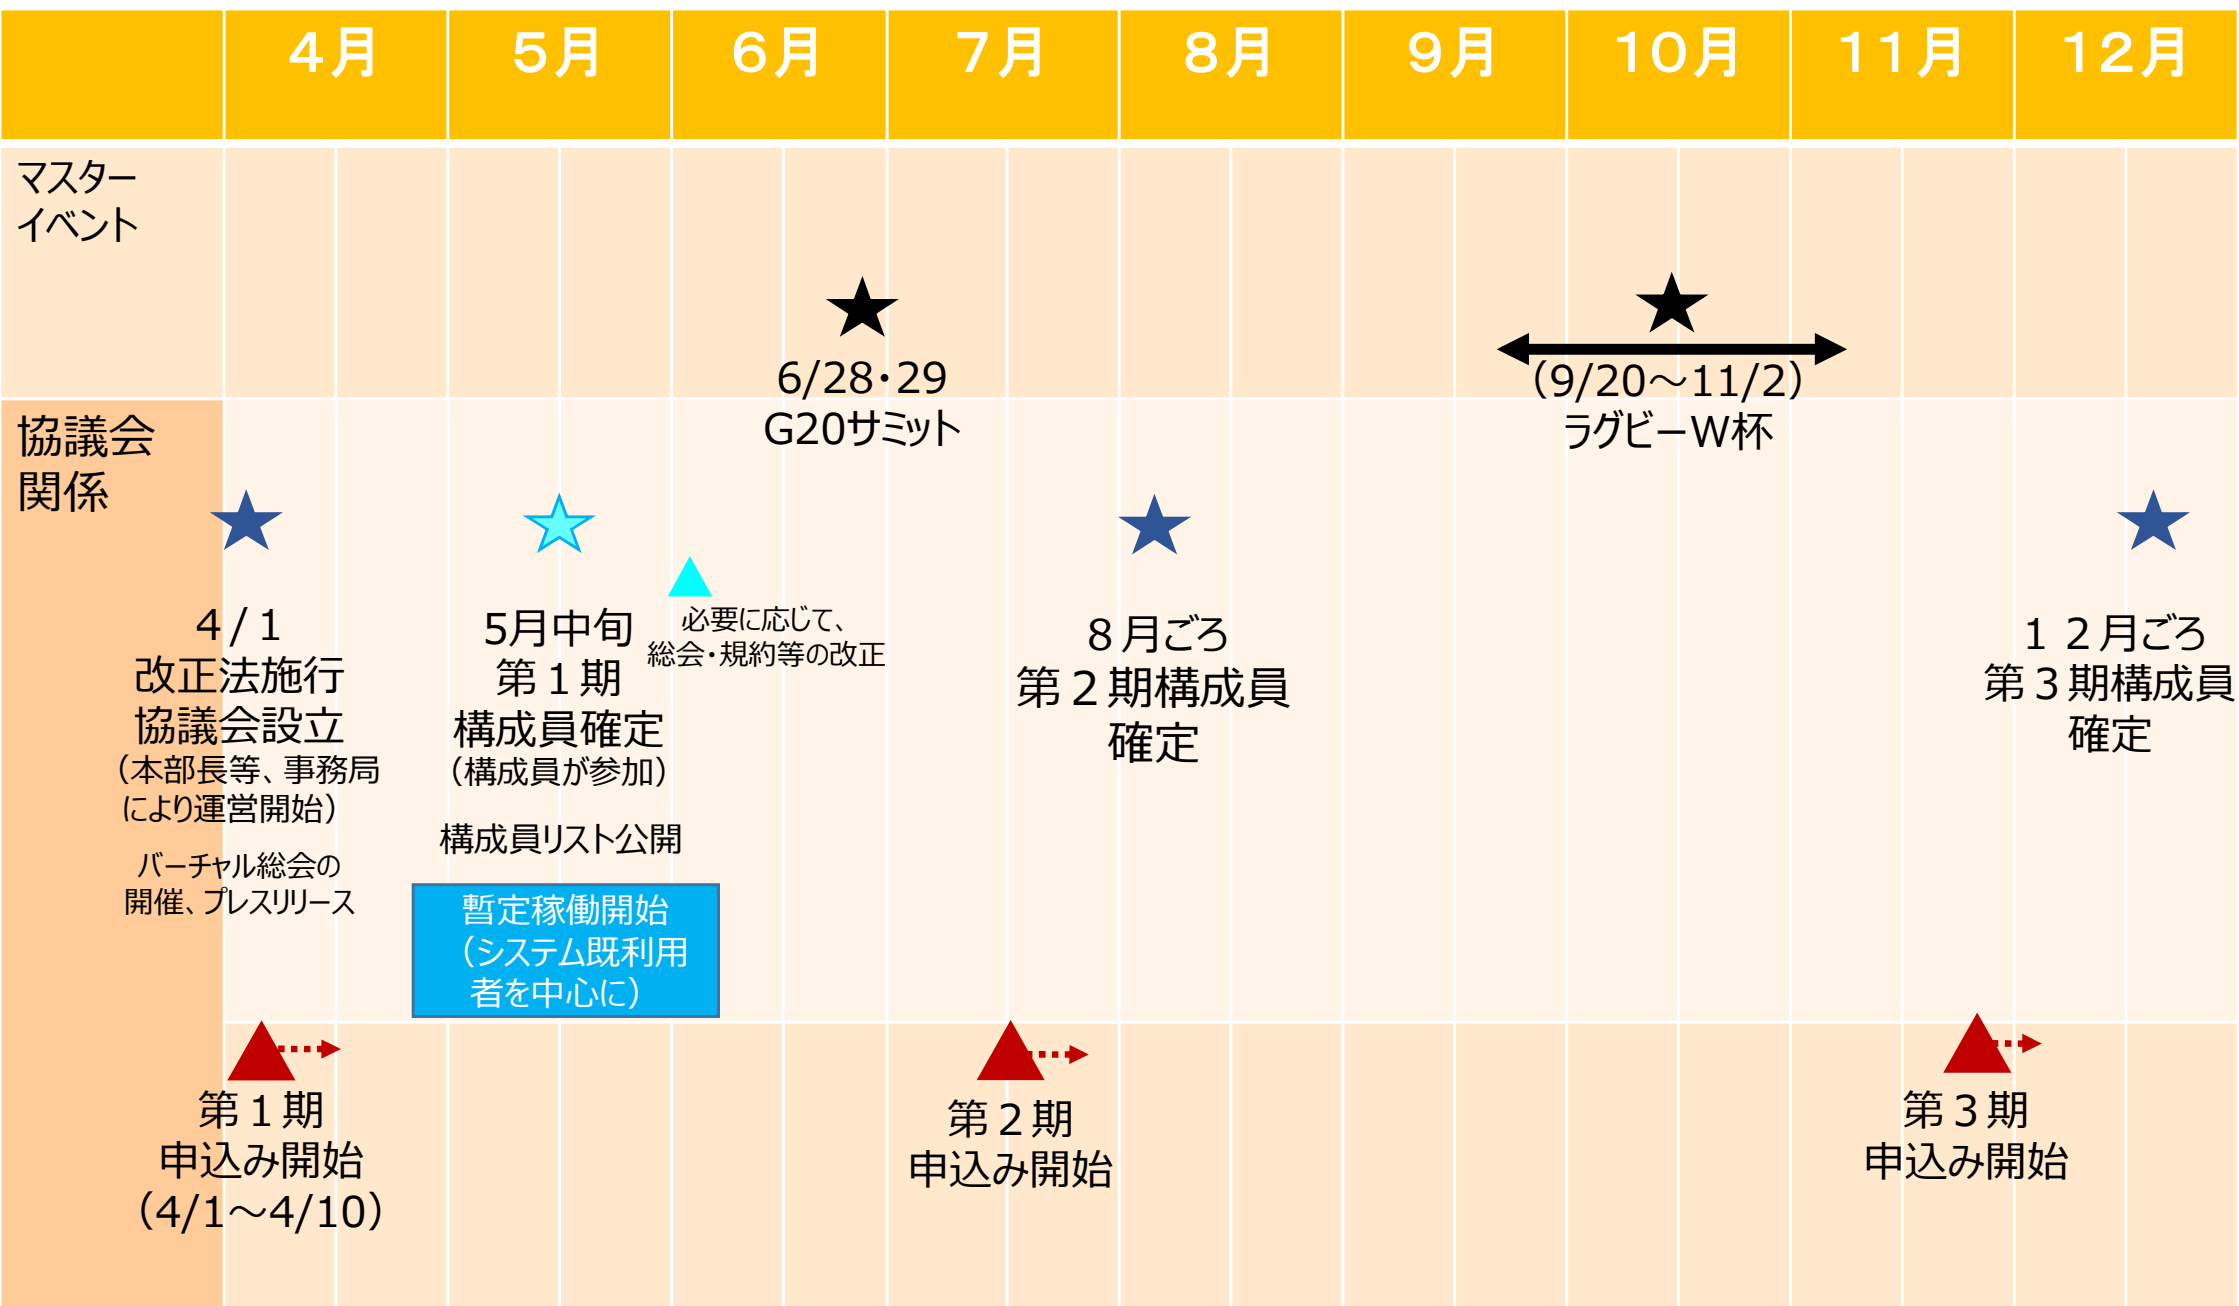 4月
5月
6月
7月
8月
9月
10月
11月
12月
マスター
イベント
6/28・29
G20サミット
（9/20～11/2）
ラグビーW杯
協議会
関係
４/１
改正法施行
協議会設立
（本部長等、事務局
により運営開始）
バーチャル総会の
開催、プレスリリース
5月中旬
第１期
構成員確定
（構成員が参加）
構成員リスト公開
暫定稼働開始
（システム既利用
者を中心に）
必要に応じて、
総会・規約等の改正
８月ごろ
第２期構成員
確定
１２月ごろ
第３期構成員
確定
第１期
申込み開始
（4/1～4/10）
第２期
申込み開始
第３期
申込み開始